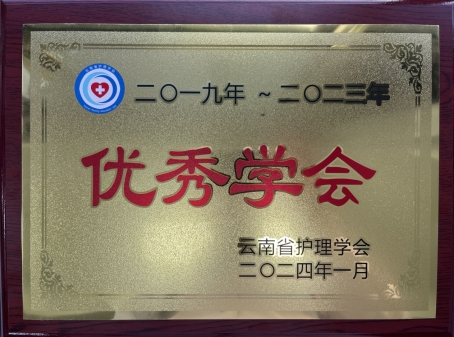 二〇一九年 ~二〇二三年
优秀学会
云南省护理学会
二〇二四年一月